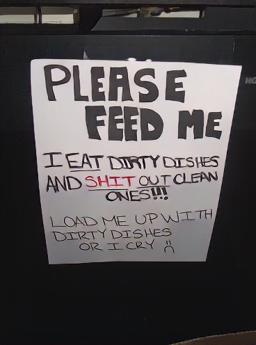 PLEASE
FEED ME
I EAT DIRTY DISHES
AND SHIT OUT CLEAN
ONES!!!
LOAD ME UP WITH
DIRTY DISHES
OR I CRY :(